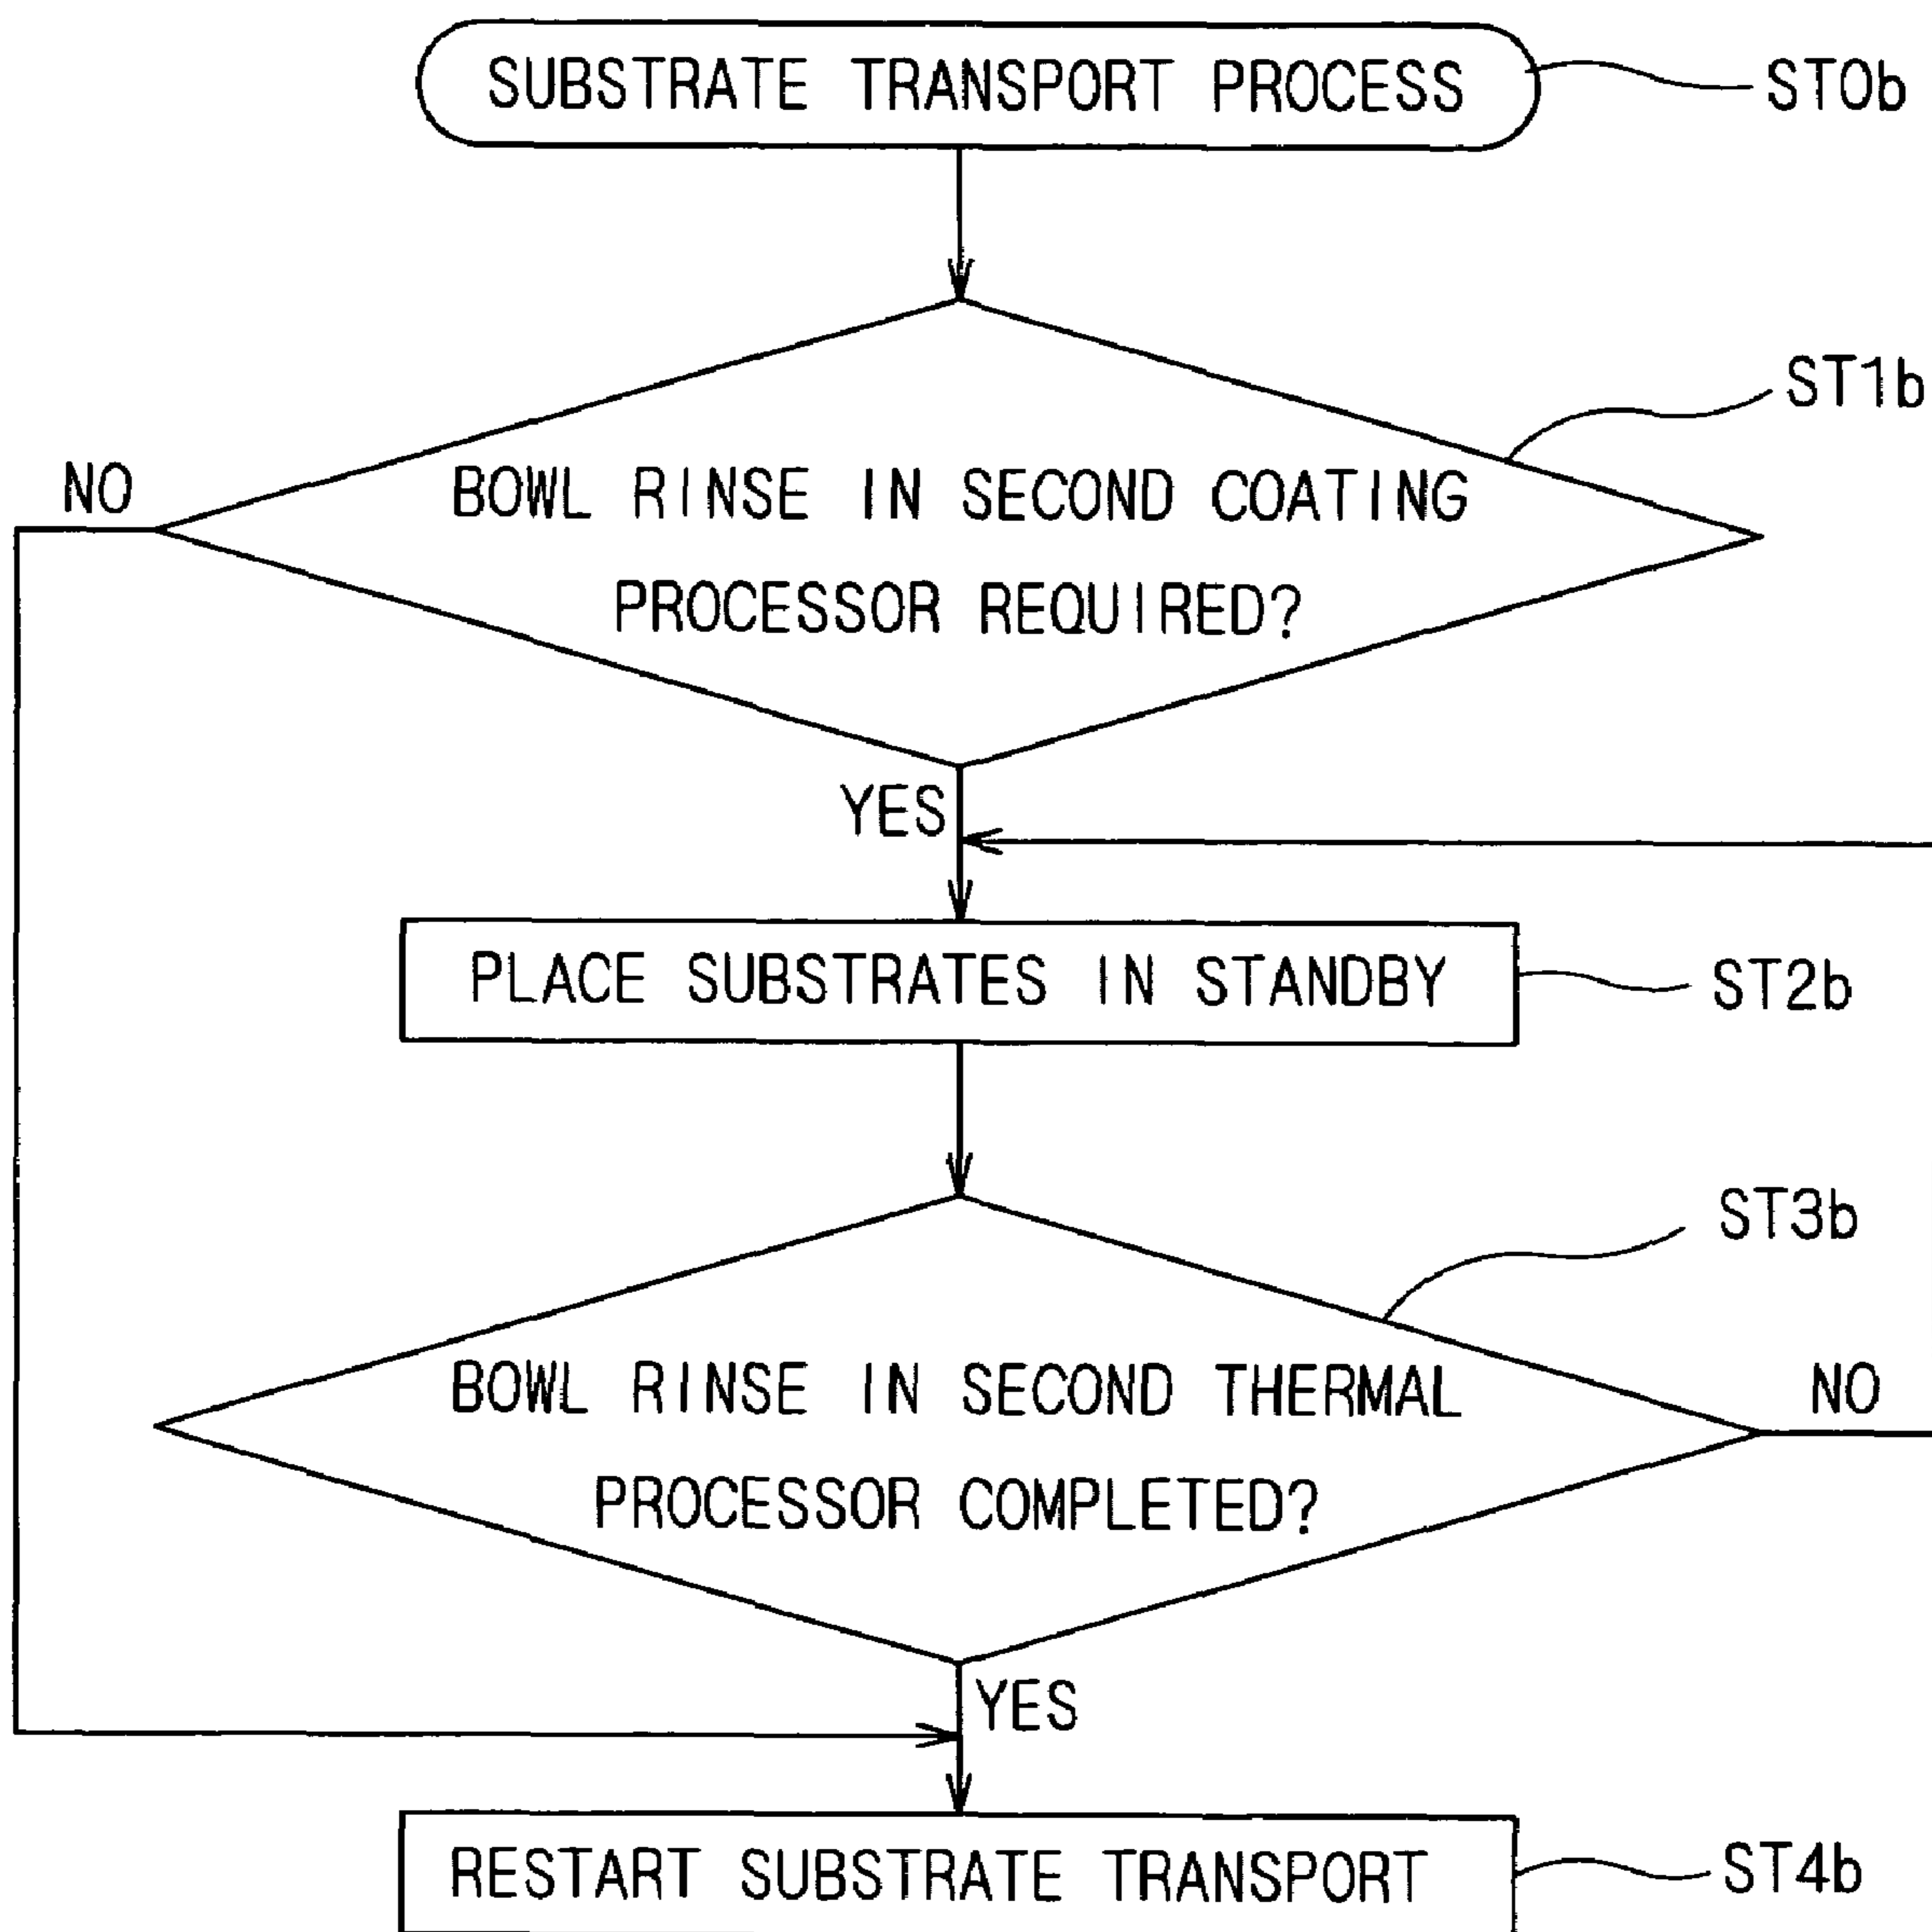 SUBSTRATE TRANSPORT PROCESS
ST0b
ST1b
NO
BOWL RINSE IN SECOND COATING
PROCESSOR REQUIRED?
YES
PLACE SUBSTRATES IN STANDBY
ST2b
ST3b
BOWL RINSE IN SECOND THERMAL
PROCESSOR COMPLETED?
NO
YES
RESTART SUBSTRATE TRANSPORT
ST4b